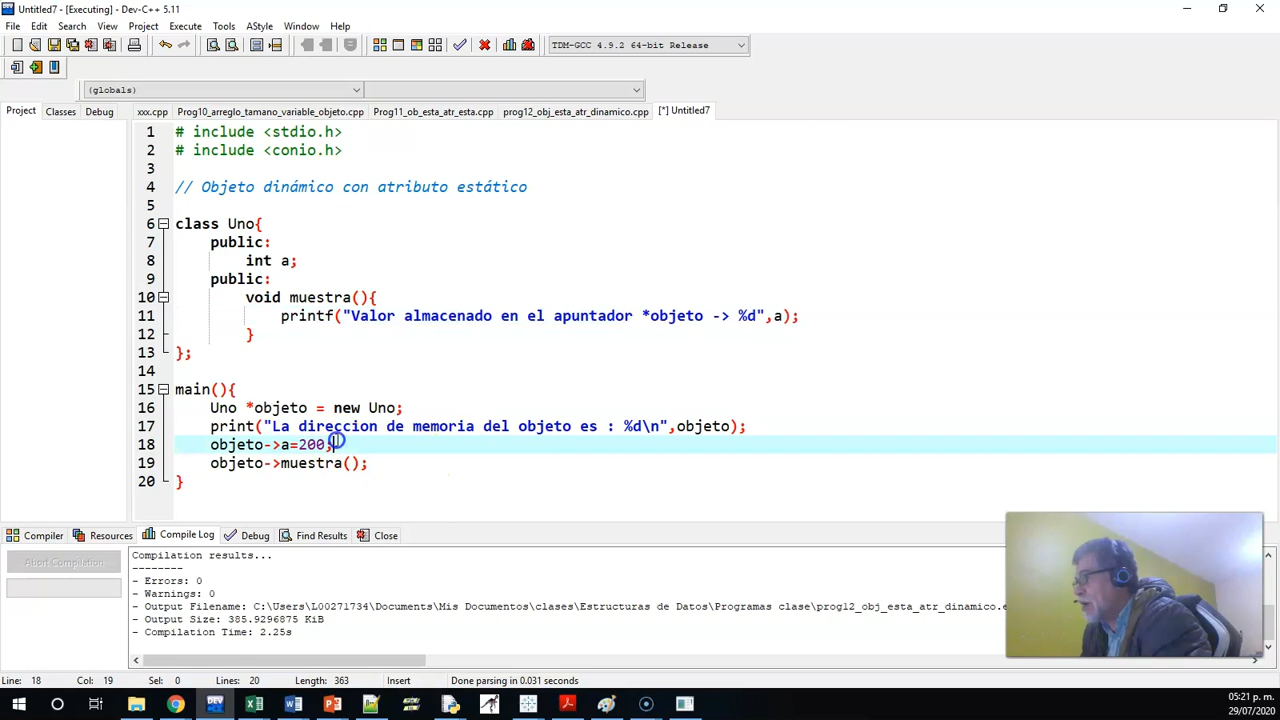 Untitled7 - [Executing] - Dev-C++ 5.11
File Edit Search View Project Execute Tools AStyle Window Help
TDM-GCC 4.9.2 64-bit Release
(globals)
Project Classes Debug
xxx.cpp Prog10_arreglo_tamano_variable_objeto.cpp Prog11_ob_esta_atr_esta.cpp prog12_obj_esta_atr_dinamico.cpp [*] Untitled7
1 # include <stdio.h>
2 # include <conio.h>
3
4 // Objeto dinámico con atributo estático
5
6 class Uno{
7 public:
8 int a;
9 public:
10 void muestra(){
11 printf("Valor almacenado en el apuntador *objeto -> %d",a);
12 }
13 };
14
15 main(){
16 Uno *objeto = new Uno;
17 print("La direccion de memoria del objeto es : %d\n",objeto);
18 objeto->a=200;
19 objeto->muestra();
20 }
Compiler Resources Compile Log Debug Find Results Close
Abort Compilation
Compilation results...
--------
- Errors: 0
- Warnings: 0
- Output Filename: C:\Users\L00271734\Documents\Mis Documentos\clases\Estructuras de Datos\Programas clase\prog12_obj_esta_atr_dinamico.e
- Output Size: 385.9296875 KiB
- Compilation Time: 2.25s
Line: 18 Col: 19 Sel: 0 Lines: 20 Length: 363 Insert Done parsing in 0.031 seconds
DEV
05:21 p. m.
29/07/2020